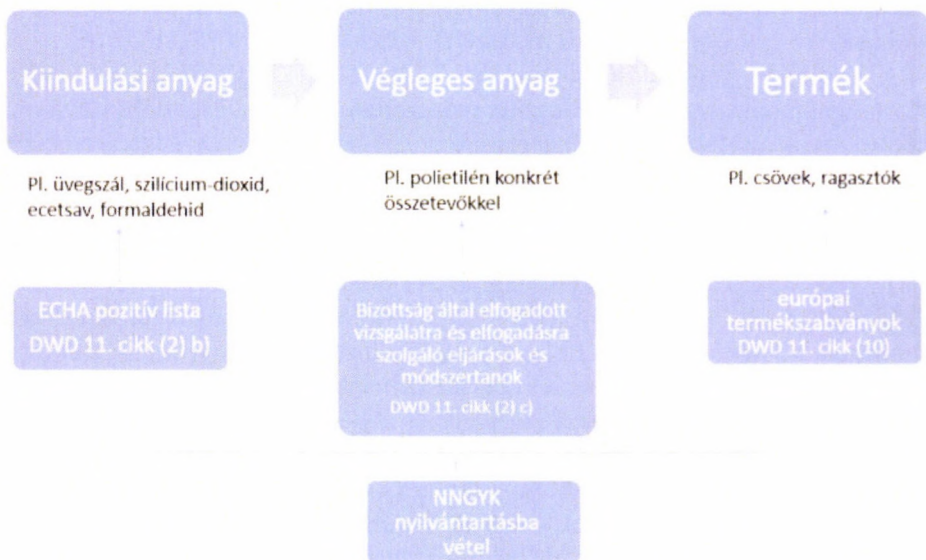 Kiindulási anyag
Végleges anyag
Termék
Pl. üvegszál, szilícium-dioxid,
ecetsav, formaldehid
Pl. polietilén konkrét
összetevőkkel
Pl. csövek, ragasztók
ECHA pozitív lista
DWD 11. cikk (2) b)
Bizottság által elfogadott
vizsgálatra és elfogadásra
szolgáló eljárások és
módszertanok
DWD 11. cikk (2) c)
európai
termékszabványok
DWD 11. cikk (10)
NNGYK
nyilvántartásba
vétel